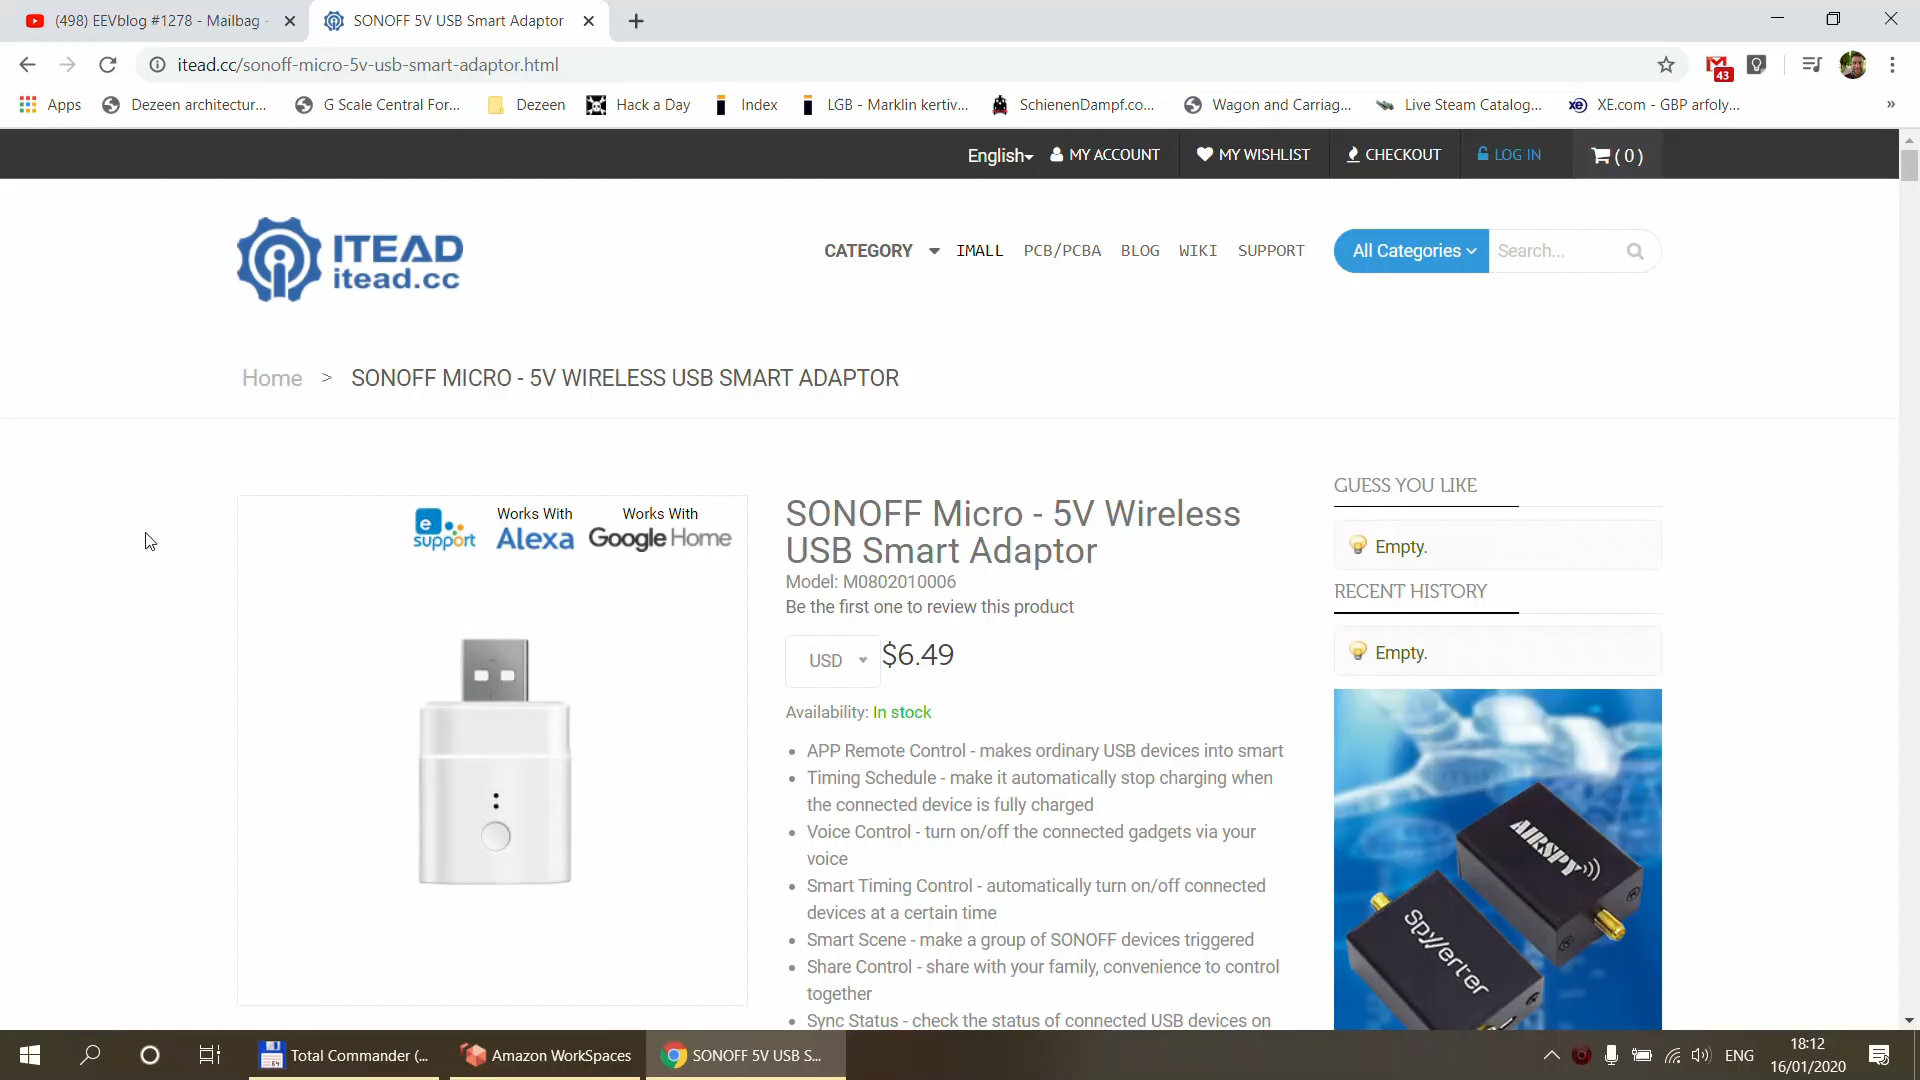 (498) EEVblog #1278 - Mailbag -
SONOFF 5V USB Smart Adaptor
itead.cc/sonoff-micro-5v-usb-smart-adaptor.html
43
Apps
Dezeen architectur...
G Scale Central For...
Dezeen
Hack a Day
Index
LGB - Marklin kertiv...
SchienenDampf.co...
Wagon and Carriag...
Live Steam Catalog...
xe XE.com - GBP arfoly...
»
English
MY ACCOUNT
MY WISHLIST
CHECKOUT
LOG IN
( 0 )
ITEAD
itead.cc
CATEGORY
IMALL
PCB/PCBA
BLOG
WIKI
SUPPORT
All Categories
Search...
Home > SONOFF MICRO - 5V WIRELESS USB SMART ADAPTOR
e
support
Works With
Alexa
Works With
Google Home
SONOFF Micro - 5V Wireless
USB Smart Adaptor
Model: M0802010006
Be the first one to review this product
USD
$6.49
Availability: In stock
• APP Remote Control - makes ordinary USB devices into smart
• Timing Schedule - make it automatically stop charging when
the connected device is fully charged
• Voice Control - turn on/off the connected gadgets via your
voice
• Smart Timing Control - automatically turn on/off connected
devices at a certain time
• Smart Scene - make a group of SONOFF devices triggered
• Share Control - share with your family, convenience to control
together
• Sync Status - check the status of connected USB devices on
GUESS YOU LIKE
Empty.
RECENT HISTORY
Empty.
AIRSPY
SpyVerter
64
Total Commander (...
Amazon WorkSpaces
SONOFF 5V USB S...
ENG
18:12
16/01/2020